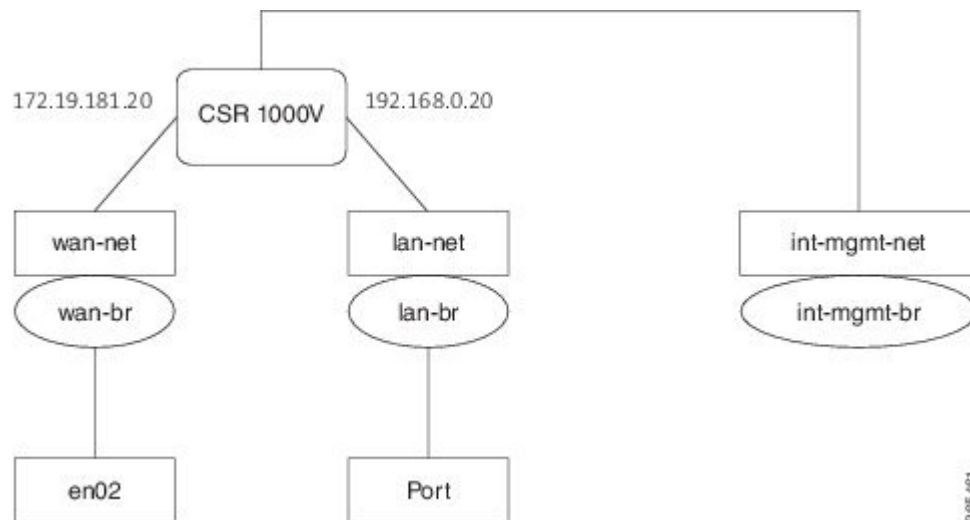 172.19.181.20
CSR 1000V
192.168.0.20
wan-net
lan-net
int-mgmt-net
wan-br
lan-br
int-mgmt-br
en02
Port